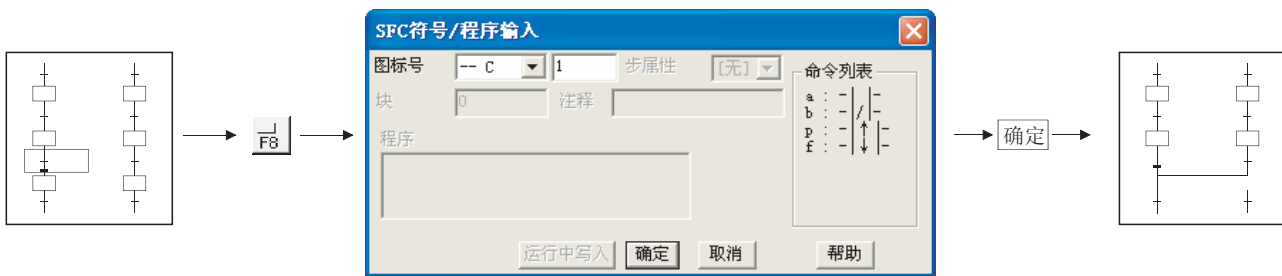 SFC符号/程序输入
图标号 -- C 1 步属性 [无]
块 0 注释
程序
命令列表
a : -| |-
b : -|/|-
p : -|↑|-
f : -|↓|-
F8
确定
运行中写入 确定 取消 帮助